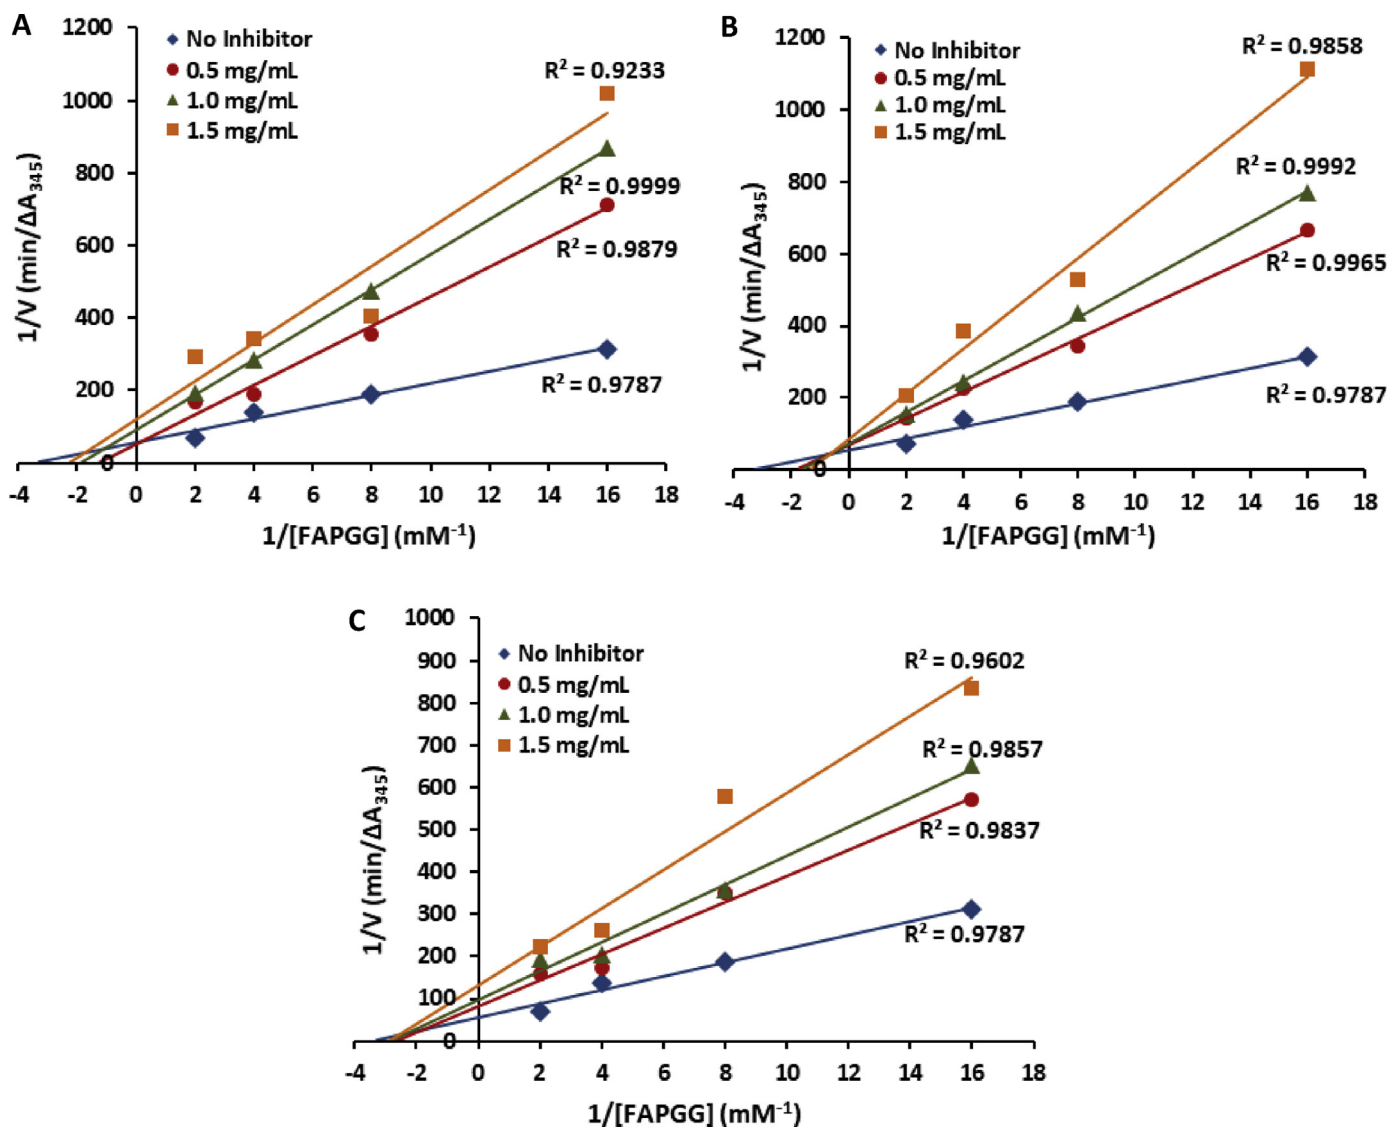 A
1200
1000
800
600
400
200
0
No Inhibitor
0.5 mg/mL
1.0 mg/mL
1.5 mg/mL
R² = 0.9233
R² = 0.9999
R² = 0.9879
R² = 0.9787
1/V (min/ΔA₃₄₅)
-4 -2 0 2 4 6 8 10 12 14 16 18
1/[FAPGG] (mM⁻¹)
B
1200
1000
800
600
400
200
0
No Inhibitor
0.5 mg/mL
1.0 mg/mL
1.5 mg/mL
R² = 0.9858
R² = 0.9992
R² = 0.9965
R² = 0.9787
1/V (min/ΔA₃₄₅)
-4 -2 0 2 4 6 8 10 12 14 16 18
1/[FAPGG] (mM⁻¹)
C
1000
900
800
700
600
500
400
300
200
100
0
No Inhibitor
0.5 mg/mL
1.0 mg/mL
1.5 mg/mL
R² = 0.9602
R² = 0.9857
R² = 0.9837
R² = 0.9787
1/V (min/ΔA₃₄₅)
-4 -2 0 2 4 6 8 10 12 14 16 18
1/[FAPGG] (mM⁻¹)